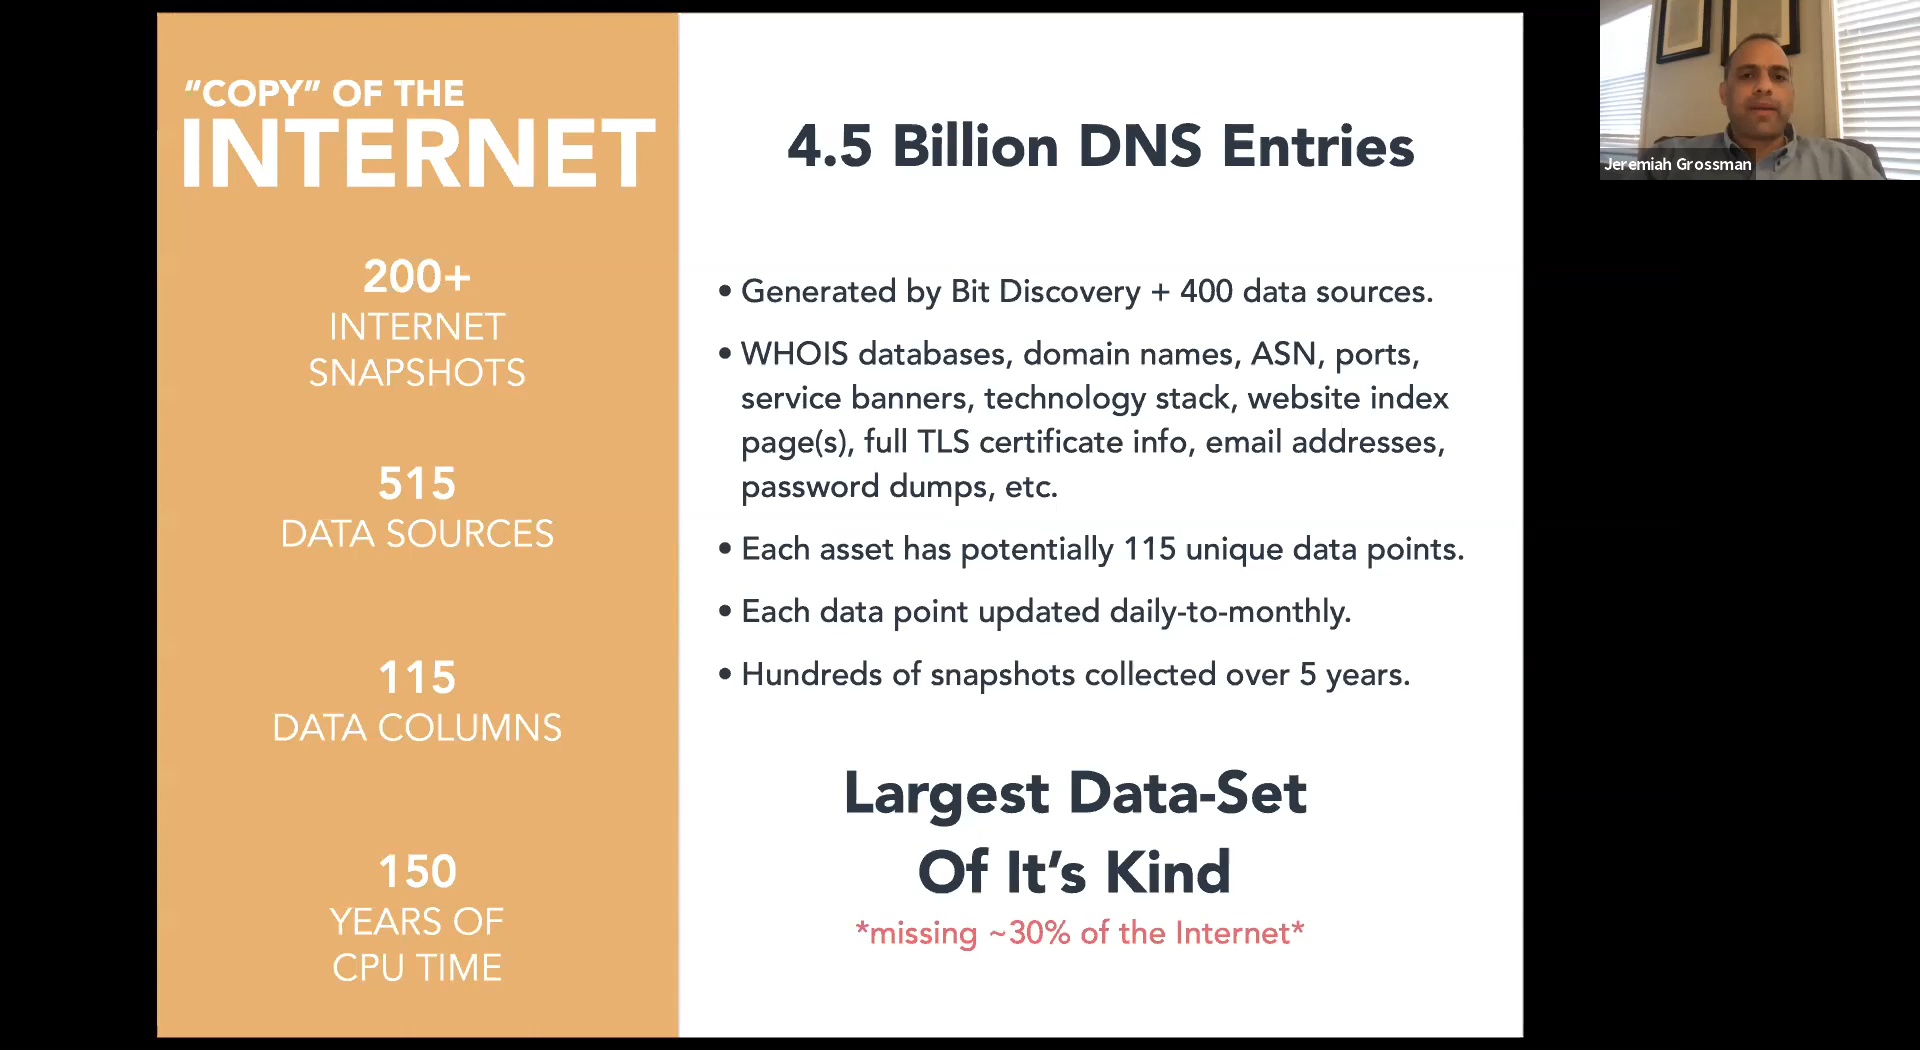 "COPY" OF THE
INTERNET
200+
INTERNET
SNAPSHOTS
515
DATA SOURCES
115
DATA COLUMNS
150
YEARS OF
CPU TIME
4.5 Billion DNS Entries
• Generated by Bit Discovery + 400 data sources.
• WHOIS databases, domain names, ASN, ports,
service banners, technology stack, website index
page(s), full TLS certificate info, email addresses,
password dumps, etc.
• Each asset has potentially 115 unique data points.
• Each data point updated daily-to-monthly.
• Hundreds of snapshots collected over 5 years.
Largest Data-Set
Of It's Kind
*missing ~30% of the Internet*
Jeremiah Grossman